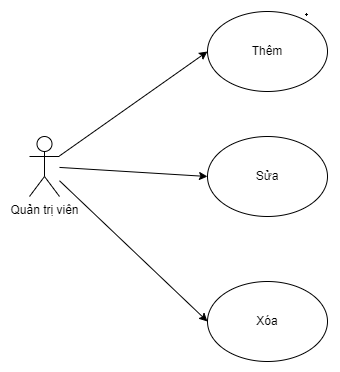 Thêm
Sửa
Quản trị viên
Xóa